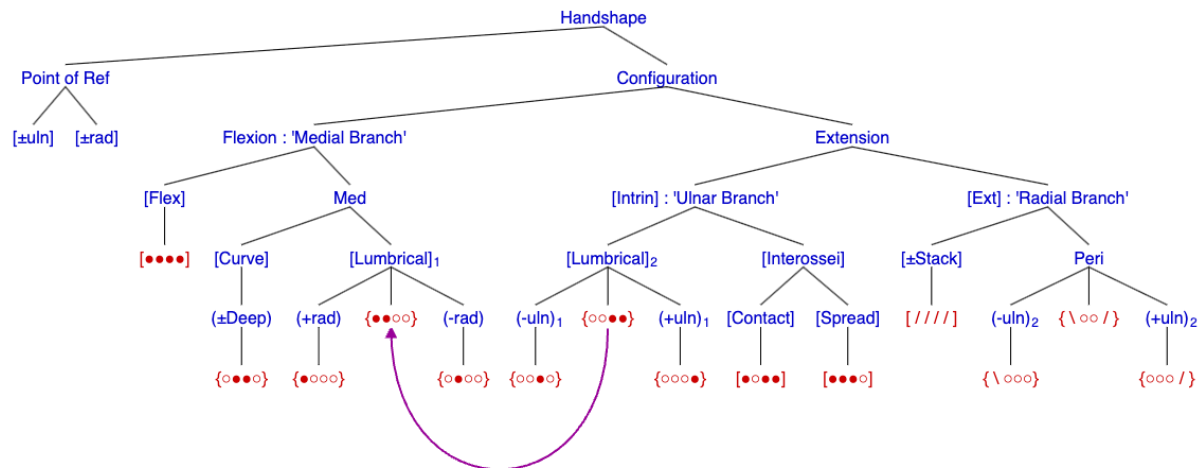 Handshape
Point of Ref Configuration
[±uln] [±rad] Flexion : 'Medial Branch' Extension
[Flex] Med [Intrin] : 'Ulnar Branch' [Ext] : 'Radial Branch'
[●●●●] [Curve] [Lumbrical]₁ [Lumbrical]₂ [Interossei] [±Stack] Peri
(±Deep) (+rad) {●●○○} (-rad) (-uln)₁ {○○●●} (+uln)₁ [Contact] [Spread] [////] (-uln)₂ {\○○/} (+uln)₂
{○●●○} {●○○○} {○●○○} {○○●○} {○○○●} [●○●●] [●●●○] {\○○○} {○○○/}